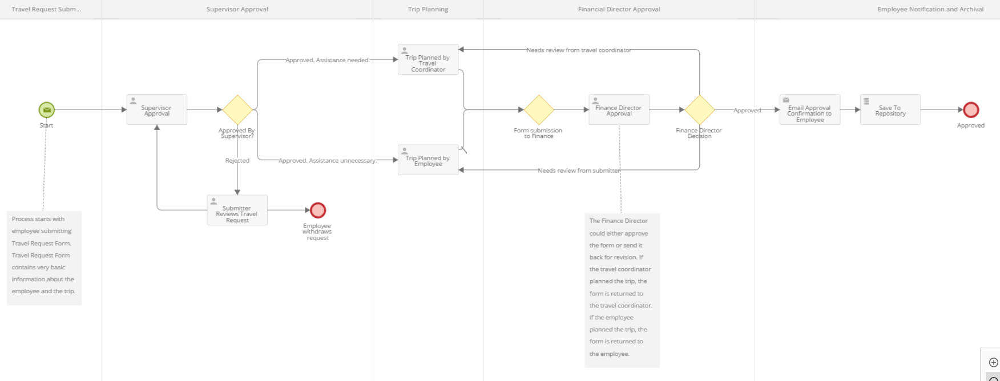 Travel Request Subm...
Supervisor Approval
Trip Planning
Financial Director Approval
Employee Notification and Archival
Start
Process starts with
employee submitting
Travel Request Form.
Travel Request Form
contains very basic
information about the
employee and the trip.
Supervisor
Approval
Approved By
Supervisor?
Approved. Assistance needed.
Approved. Assistance unnecessary.
Rejected
Submitter
Reviews Travel
Request
Employee
withdraws
request
Trip Planned by
Travel
Coordinator
Trip Planned by
Employee
Needs review from travel coordinator
Form submission
to Finance
Finance Director
Approval
Finance Director
Decision
Needs review from submitter
The Finance Director
could either approve
the form or send it
back for revision. If
the travel coordinator
planned the trip, the
form is returned to
the travel coordinator.
If the employee
planned the trip, the
form is returned to
the employee.
Approved
Email Approval
Confirmation to
Employee
Save To
Repository
Approved